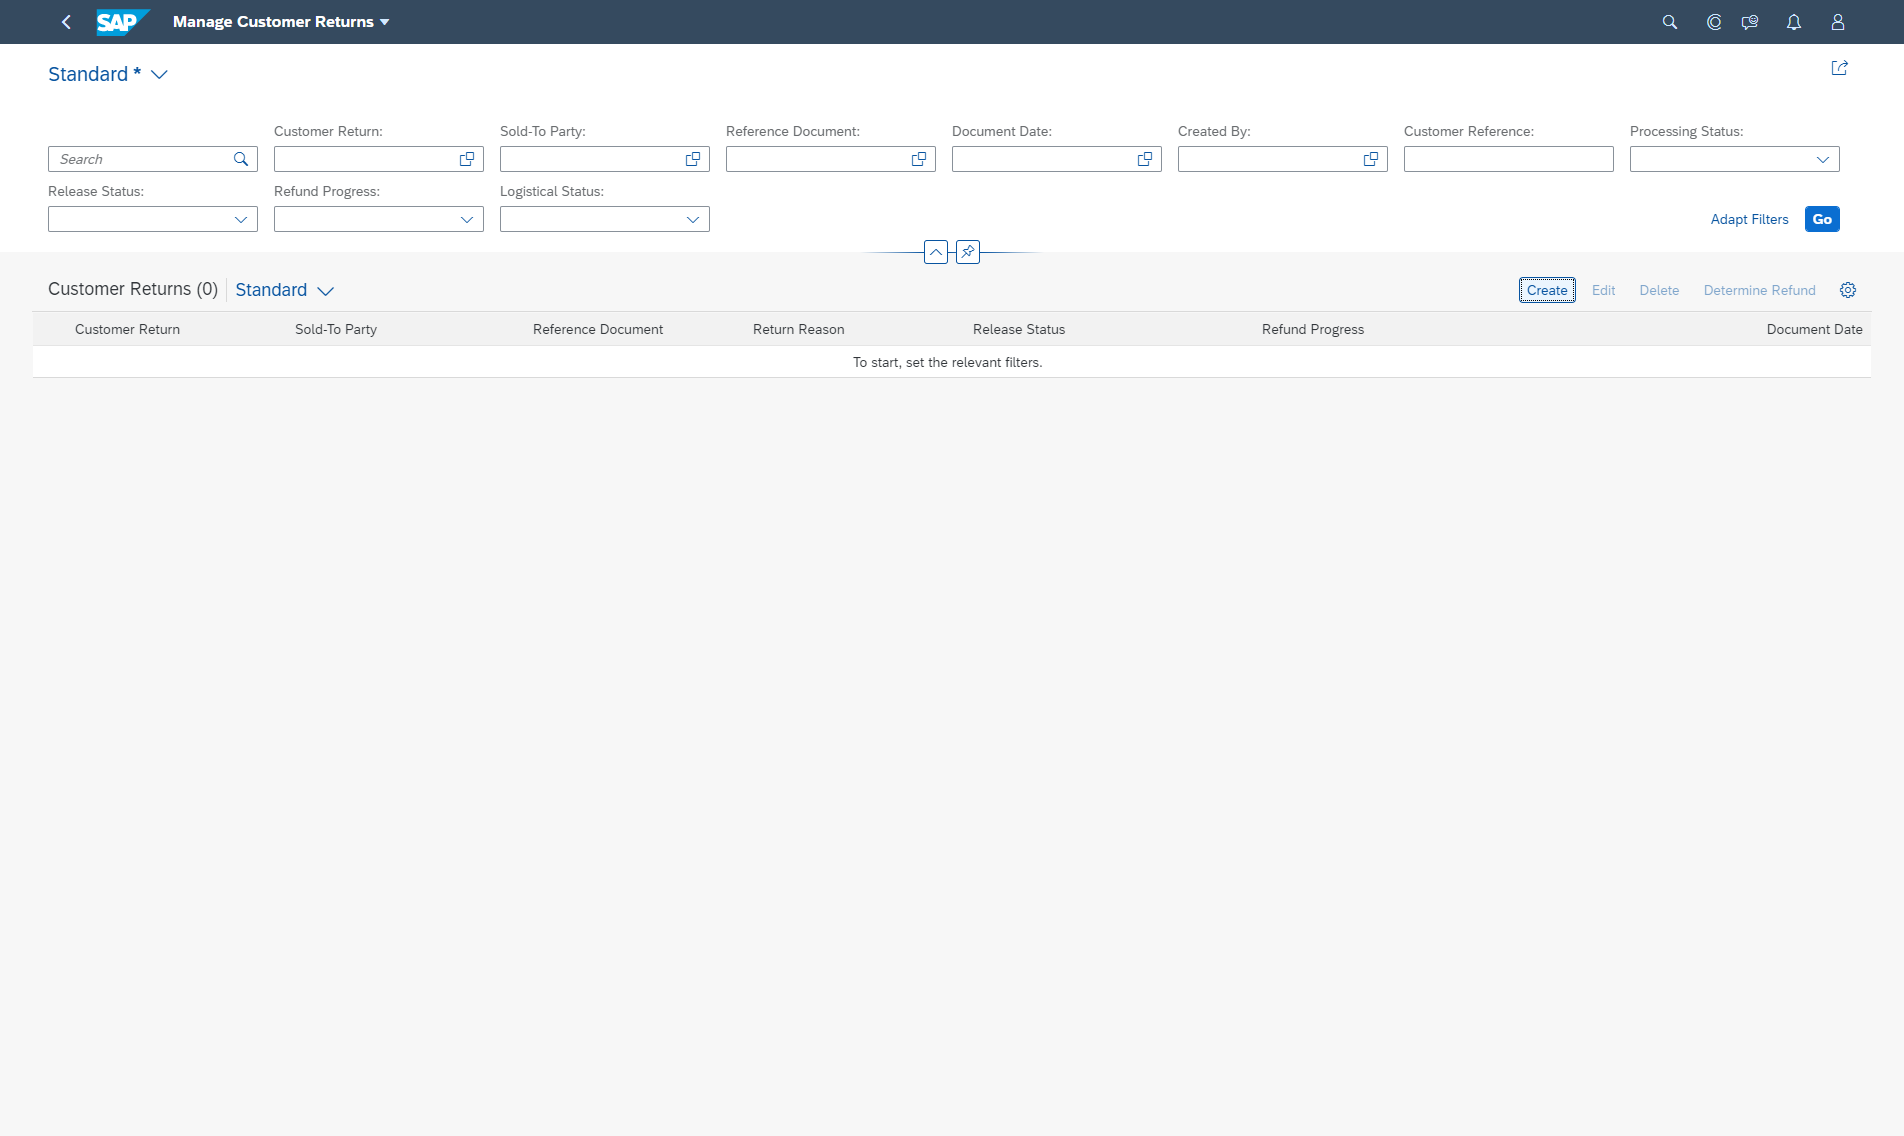 SAP Manage Customer Returns
Standard *
Customer Return: Sold-To Party: Reference Document: Document Date: Created By: Customer Reference: Processing Status:
Search
Release Status: Refund Progress: Logistical Status:
Adapt Filters Go
Customer Returns (0) Standard Create Edit Delete Determine Refund
Customer Return Sold-To Party Reference Document Return Reason Release Status Refund Progress Document Date
To start, set the relevant filters.